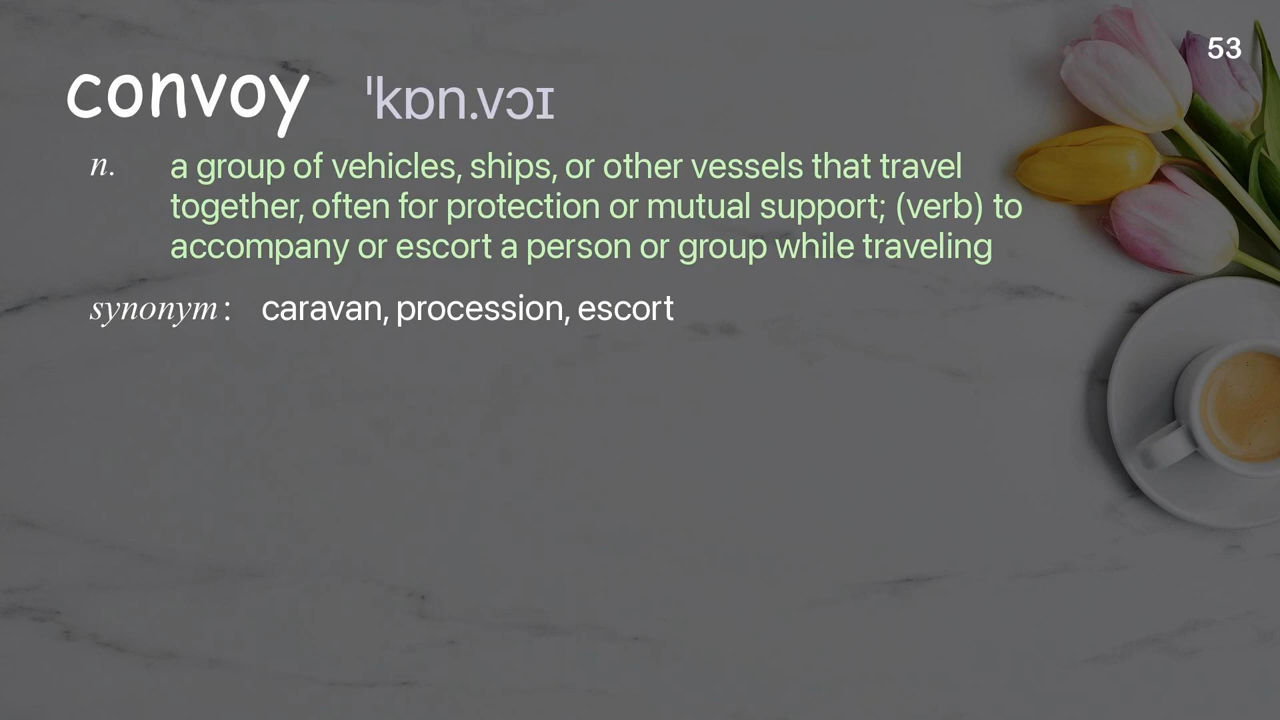 53
convoy ˈkɒn.vɔɪ
n. a group of vehicles, ships, or other vessels that travel
together, often for protection or mutual support; (verb) to
accompany or escort a person or group while traveling
synonym: caravan, procession, escort